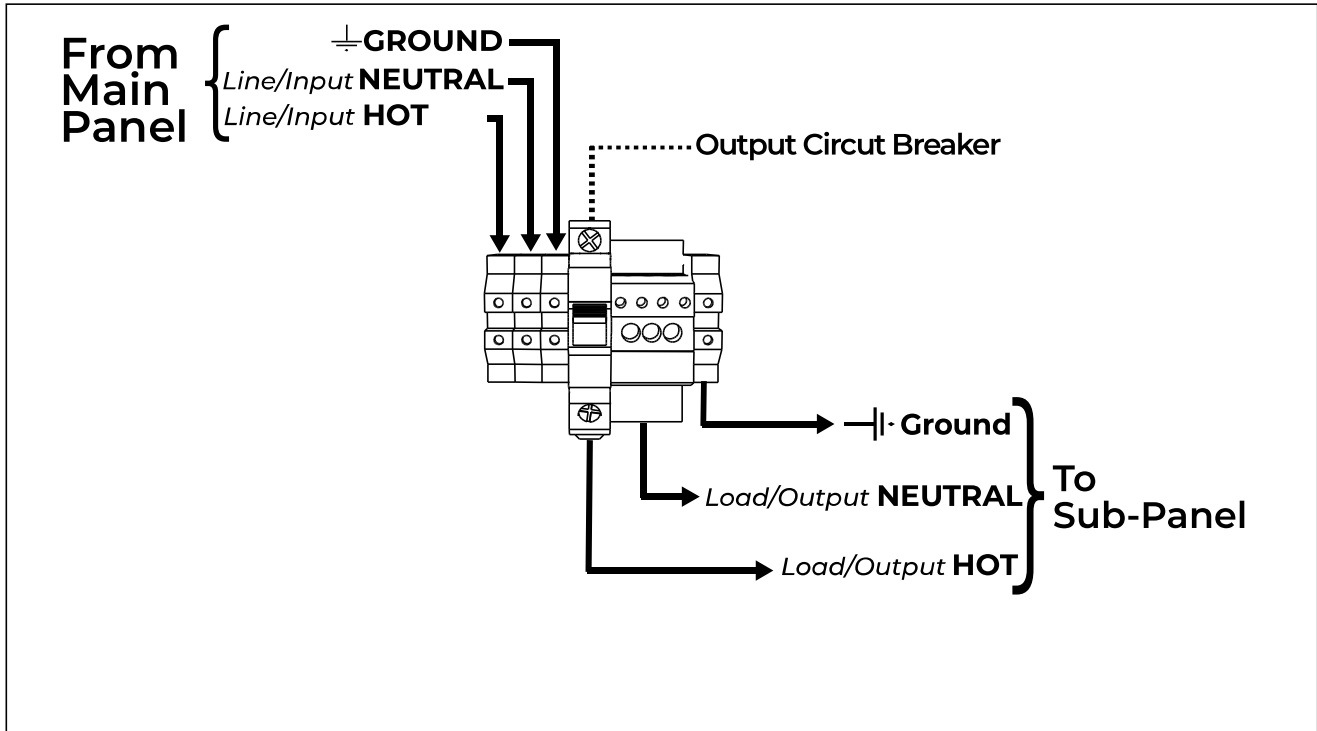 From
Main
Panel
GROUND
Line/Input NEUTRAL
Line/Input HOT
Output Circut Breaker
Ground
Load/Output NEUTRAL
Load/Output HOT
To
Sub-Panel